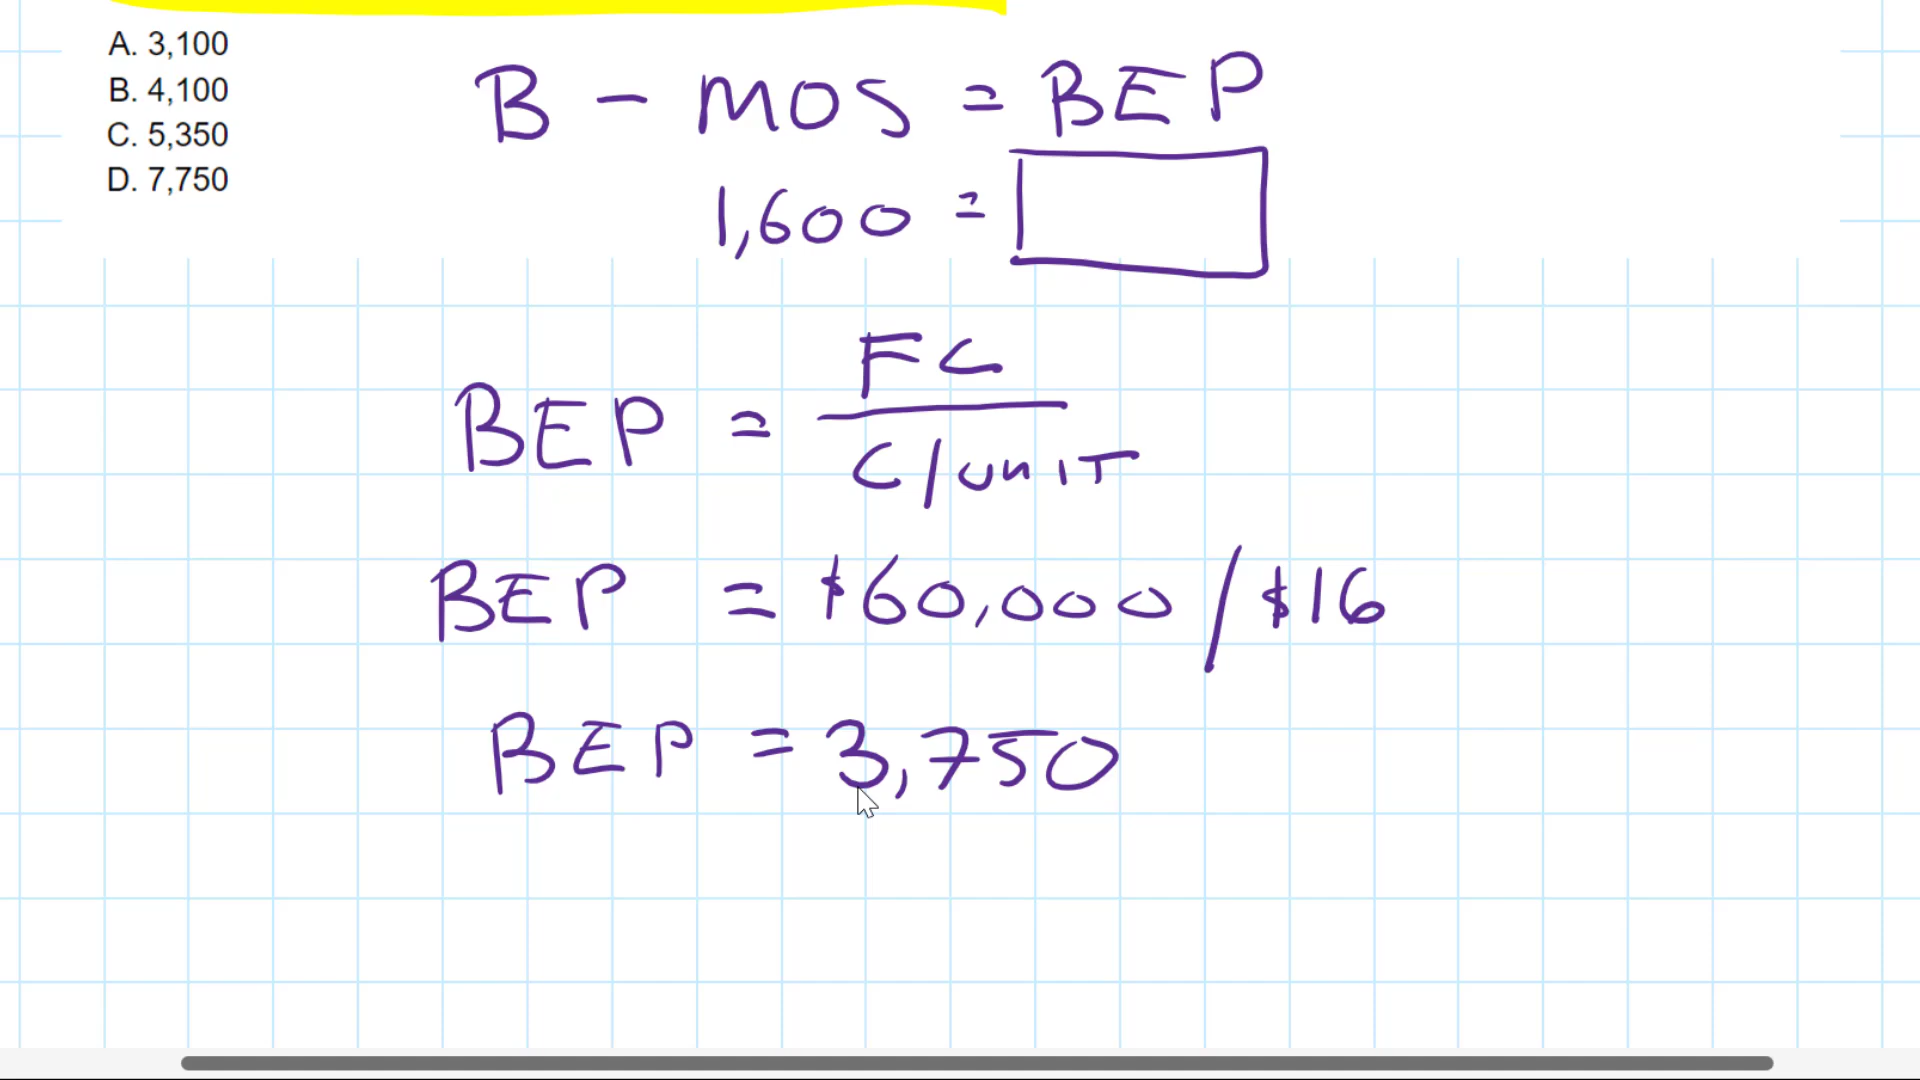 A. 3,100
B. 4,100
C. 5,350
D. 7,750
B - MOS = BEP
1,600 =
BEP = FC / C/UNIT
BEP = $60,000 / $16
BEP = 3,750